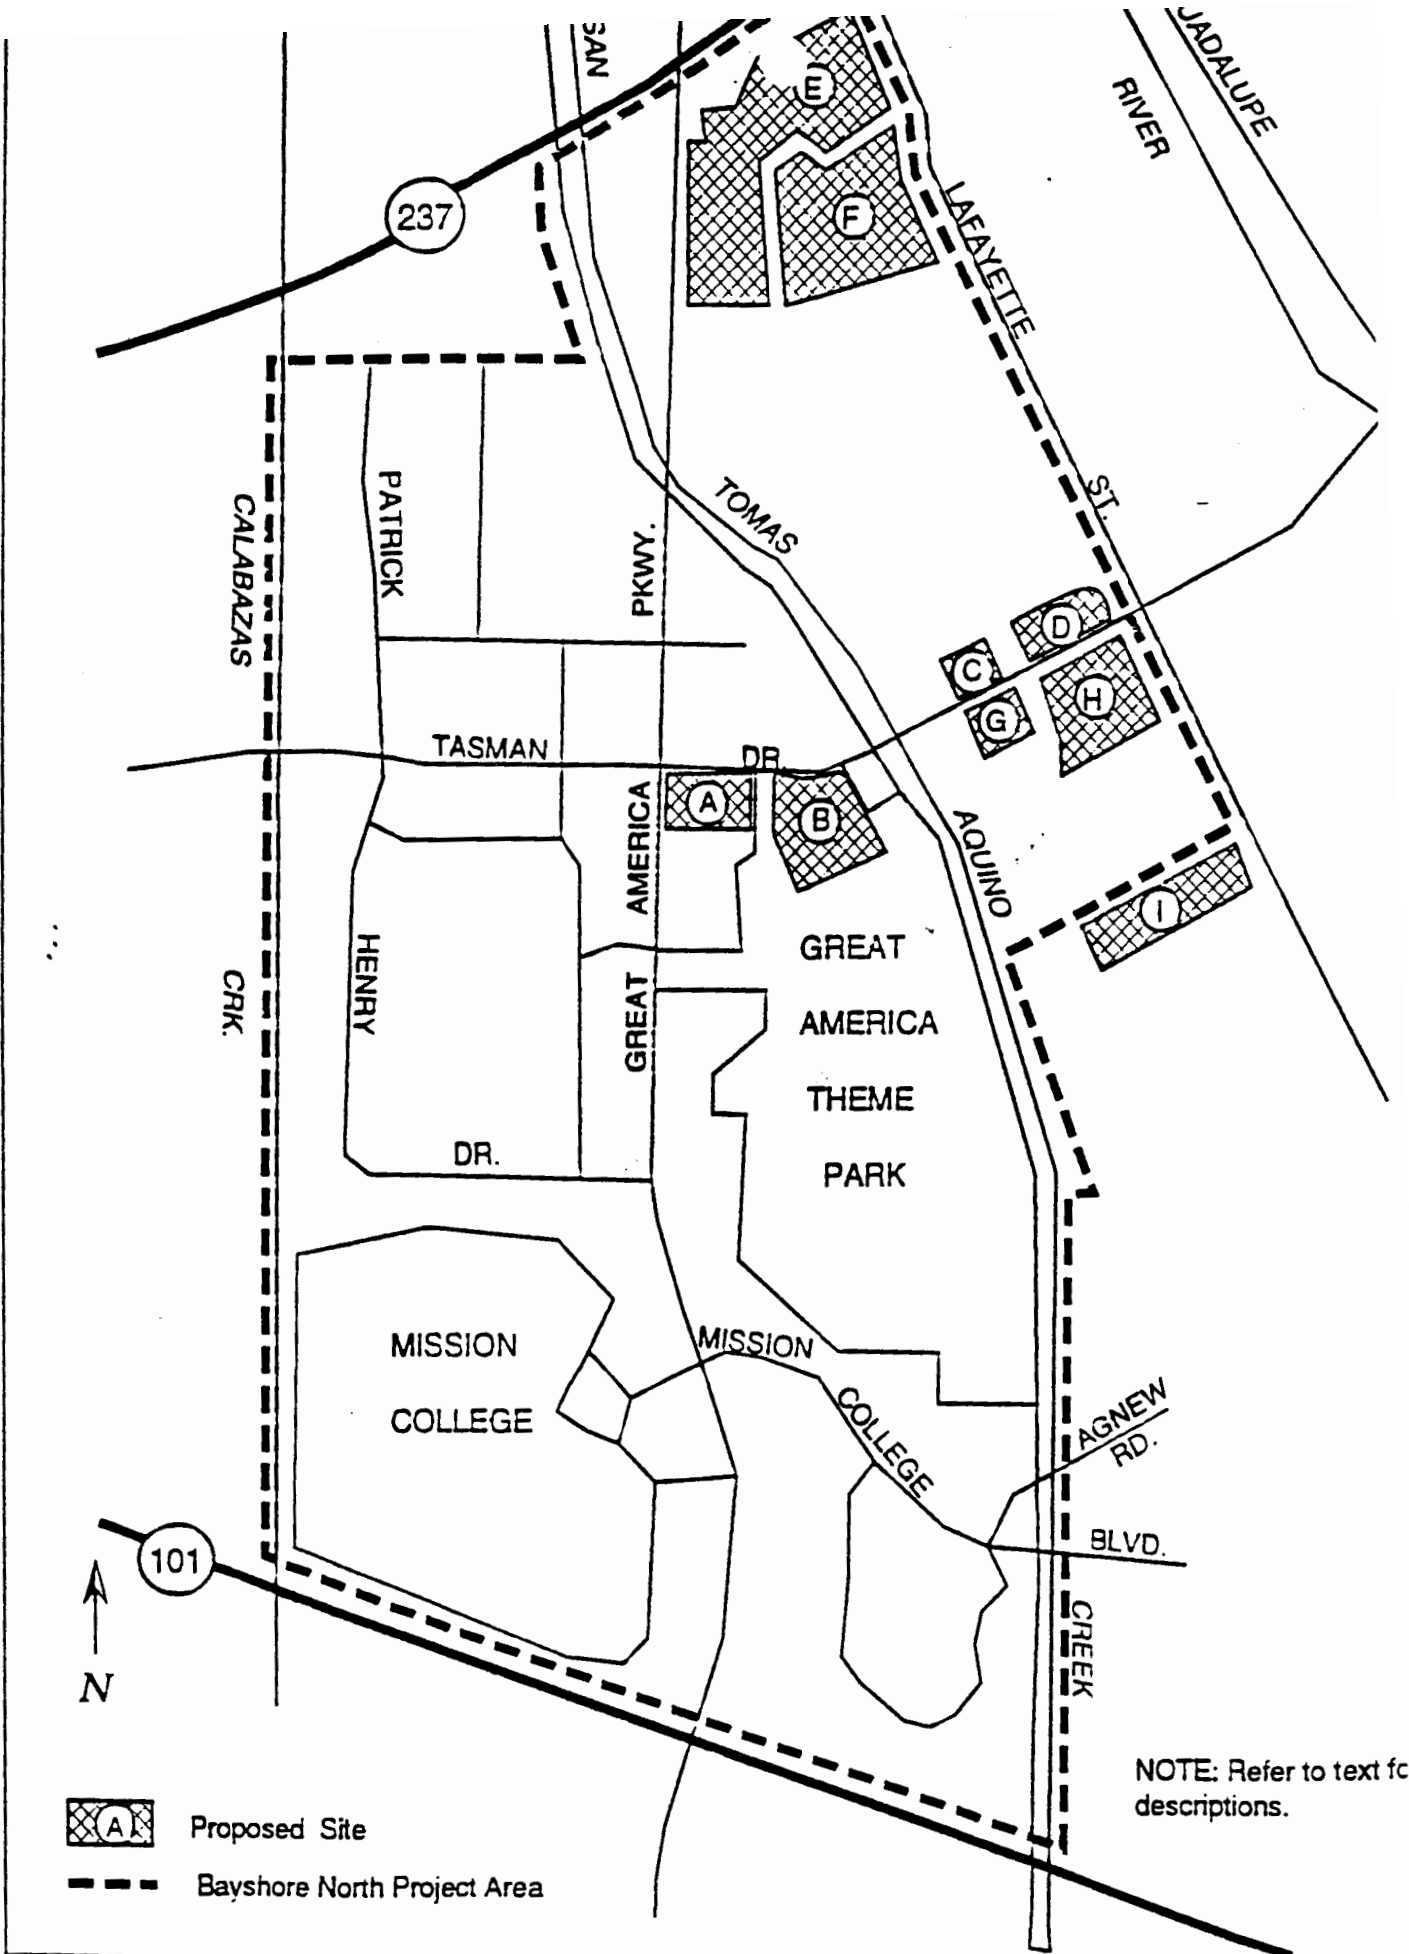 SAN
E
JADALUPE
RIVER
237
F
LAFAYETTE
ST.
PATRICK
CALABAZAS
PKWY.
TOMAS
D
C
G
H
TASMAN
DR.
A
B
AMERICA
AQUINO
I
HENRY
GREAT
CRK.
GREAT
AMERICA
THEME
PARK
DR.
MISSION
COLLEGE
MISSION
COLLEGE
AGNEW
RD.
BLVD.
101
N
CREEK
NOTE: Refer to text fo
descriptions.
A
Proposed Site
Bayshore North Project Area